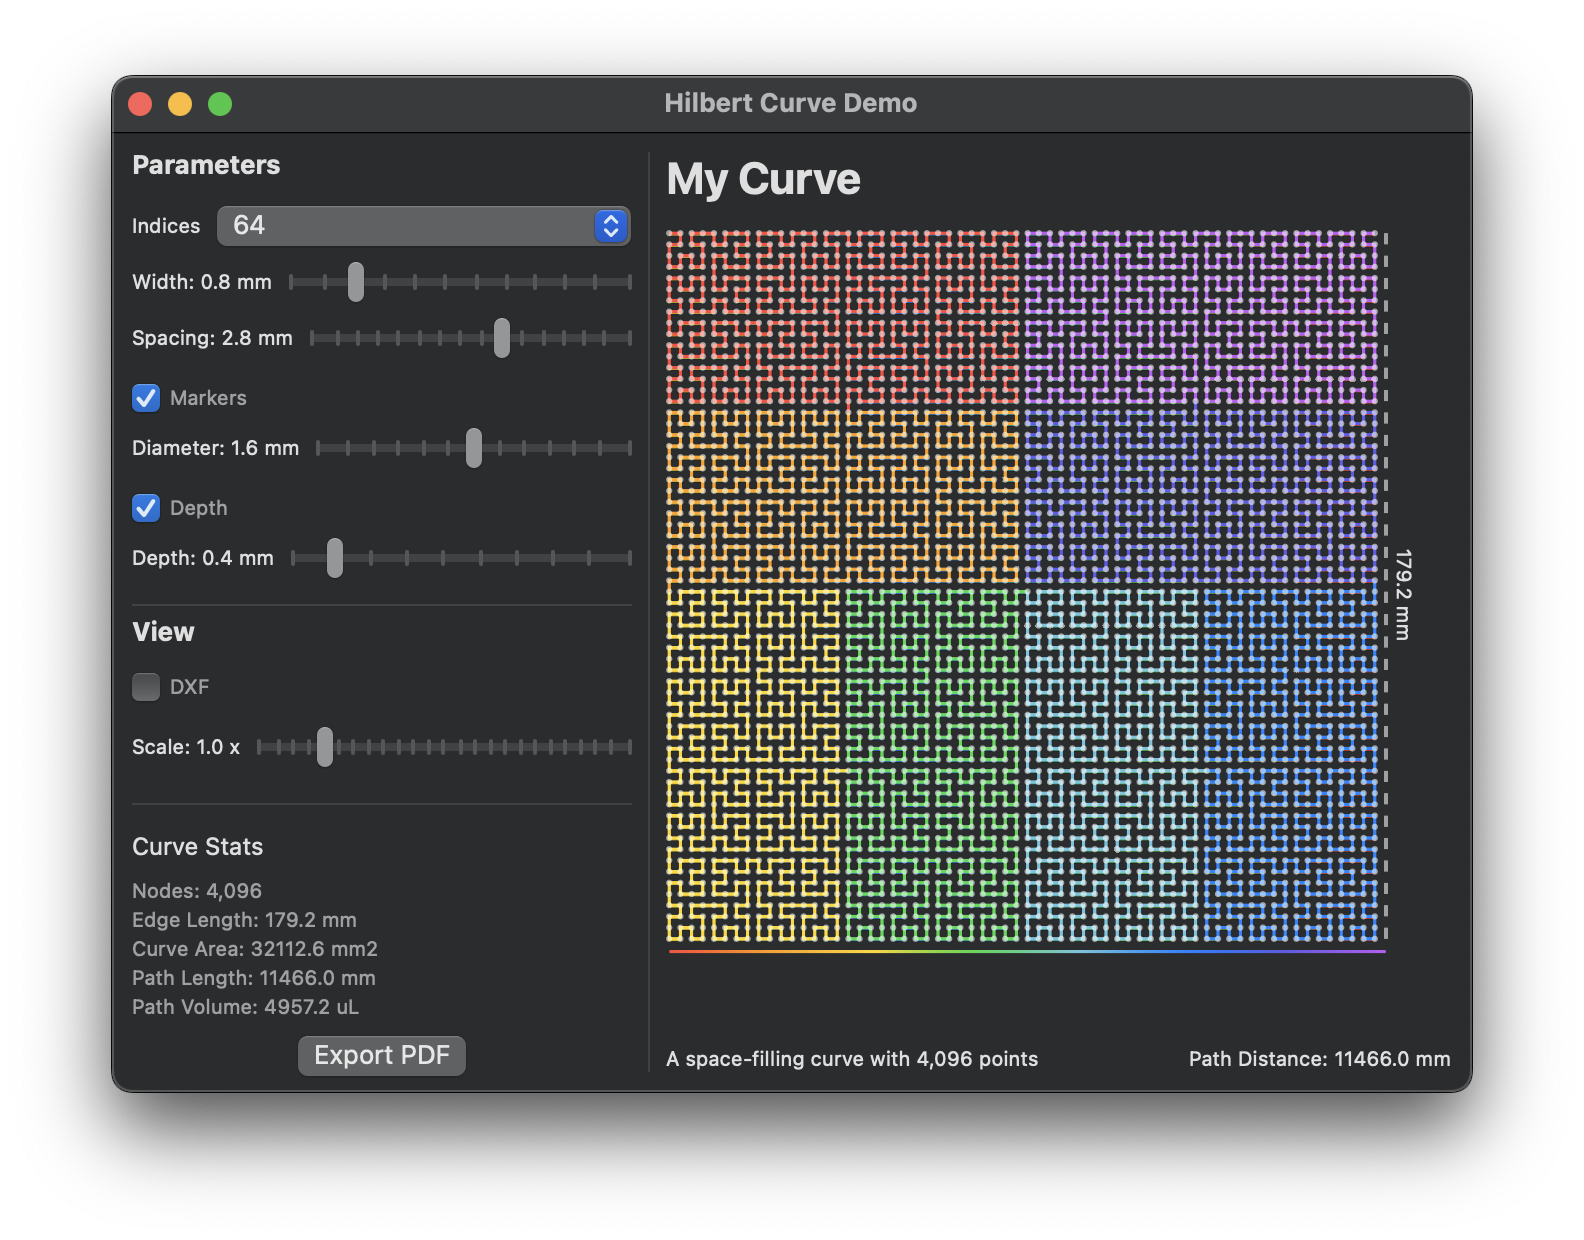 Hilbert Curve Demo
Parameters
Indices 64
Width: 0.8 mm
Spacing: 2.8 mm
Markers
Diameter: 1.6 mm
Depth
Depth: 0.4 mm
View
DXF
Scale: 1.0 x
Curve Stats
Nodes: 4,096
Edge Length: 179.2 mm
Curve Area: 32112.6 mm2
Path Length: 11466.0 mm
Path Volume: 4957.2 uL
Export PDF
My Curve
179.2 mm
A space-filling curve with 4,096 points
Path Distance: 11466.0 mm